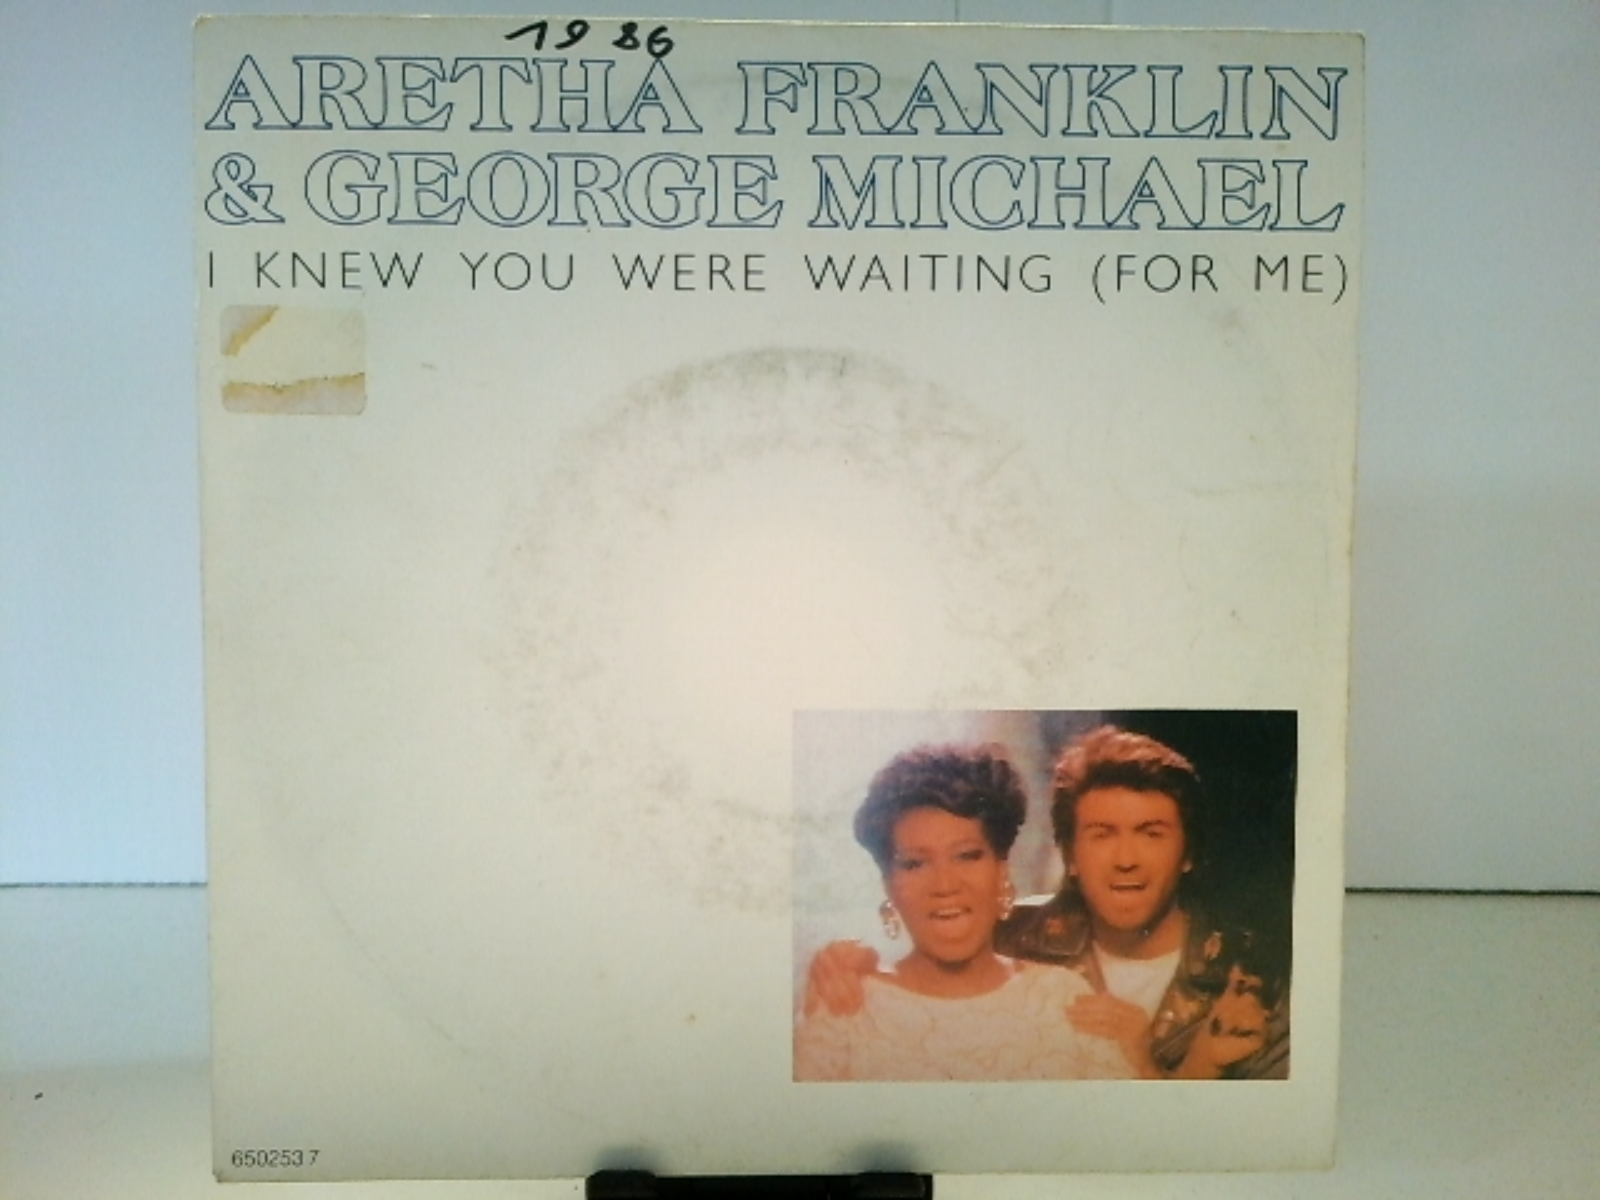 1986
ARETHA FRANKLIN
& GEORGE MICHAEL
I KNEW YOU WERE WAITING (FOR ME)
650253 7